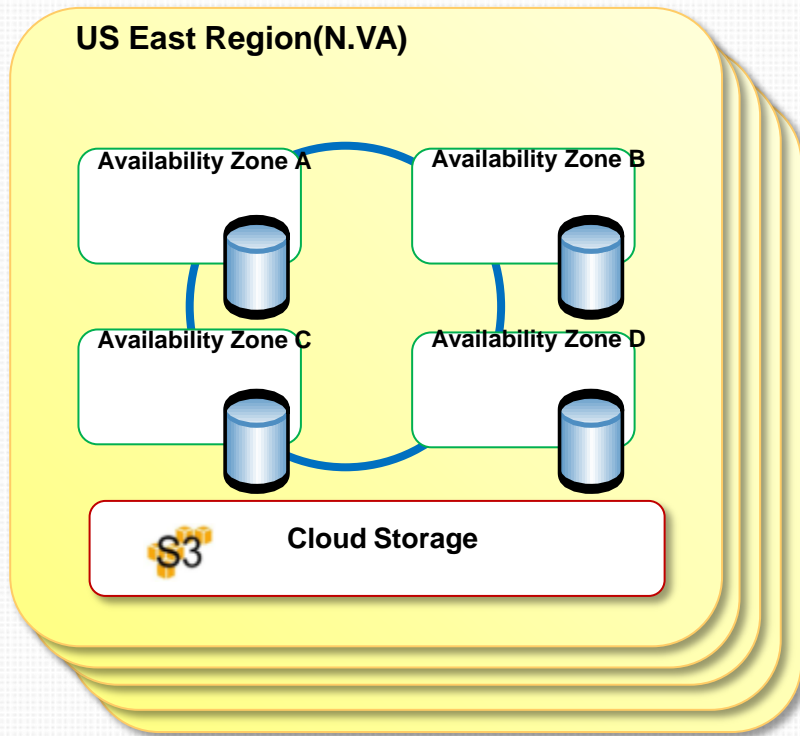 US East Region(N.VA)
Availability Zone A
Availability Zone B
Availability Zone C
Availability Zone D
S3
Cloud Storage